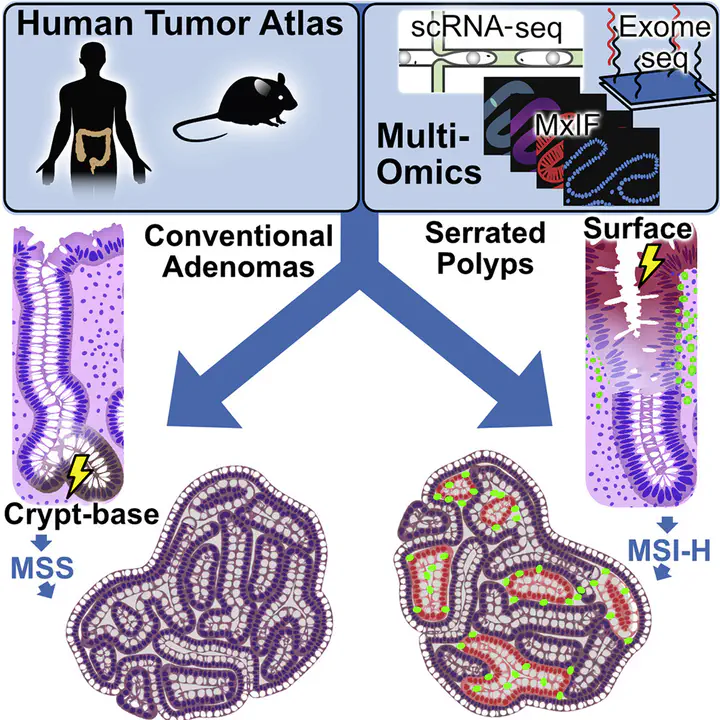 Human Tumor Atlas
scRNA-seq
Exome
seq
Multi-
Omics
MxIF
Conventional
Adenomas
Serrated
Polyps
Surface
Crypt-base
MSS
MSI-H